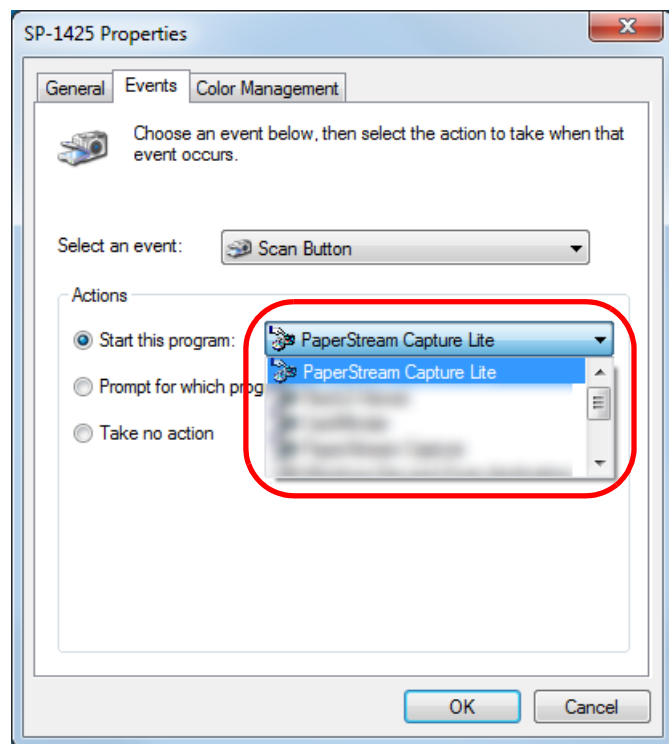 SP-1425 Properties
General Events Color Management
Choose an event below, then select the action to take when that
event occurs.
Select an event: Scan Button
Actions
Start this program: PaperStream Capture Lite
PaperStream Capture Lite
Prompt for which prog
Take no action
OK Cancel